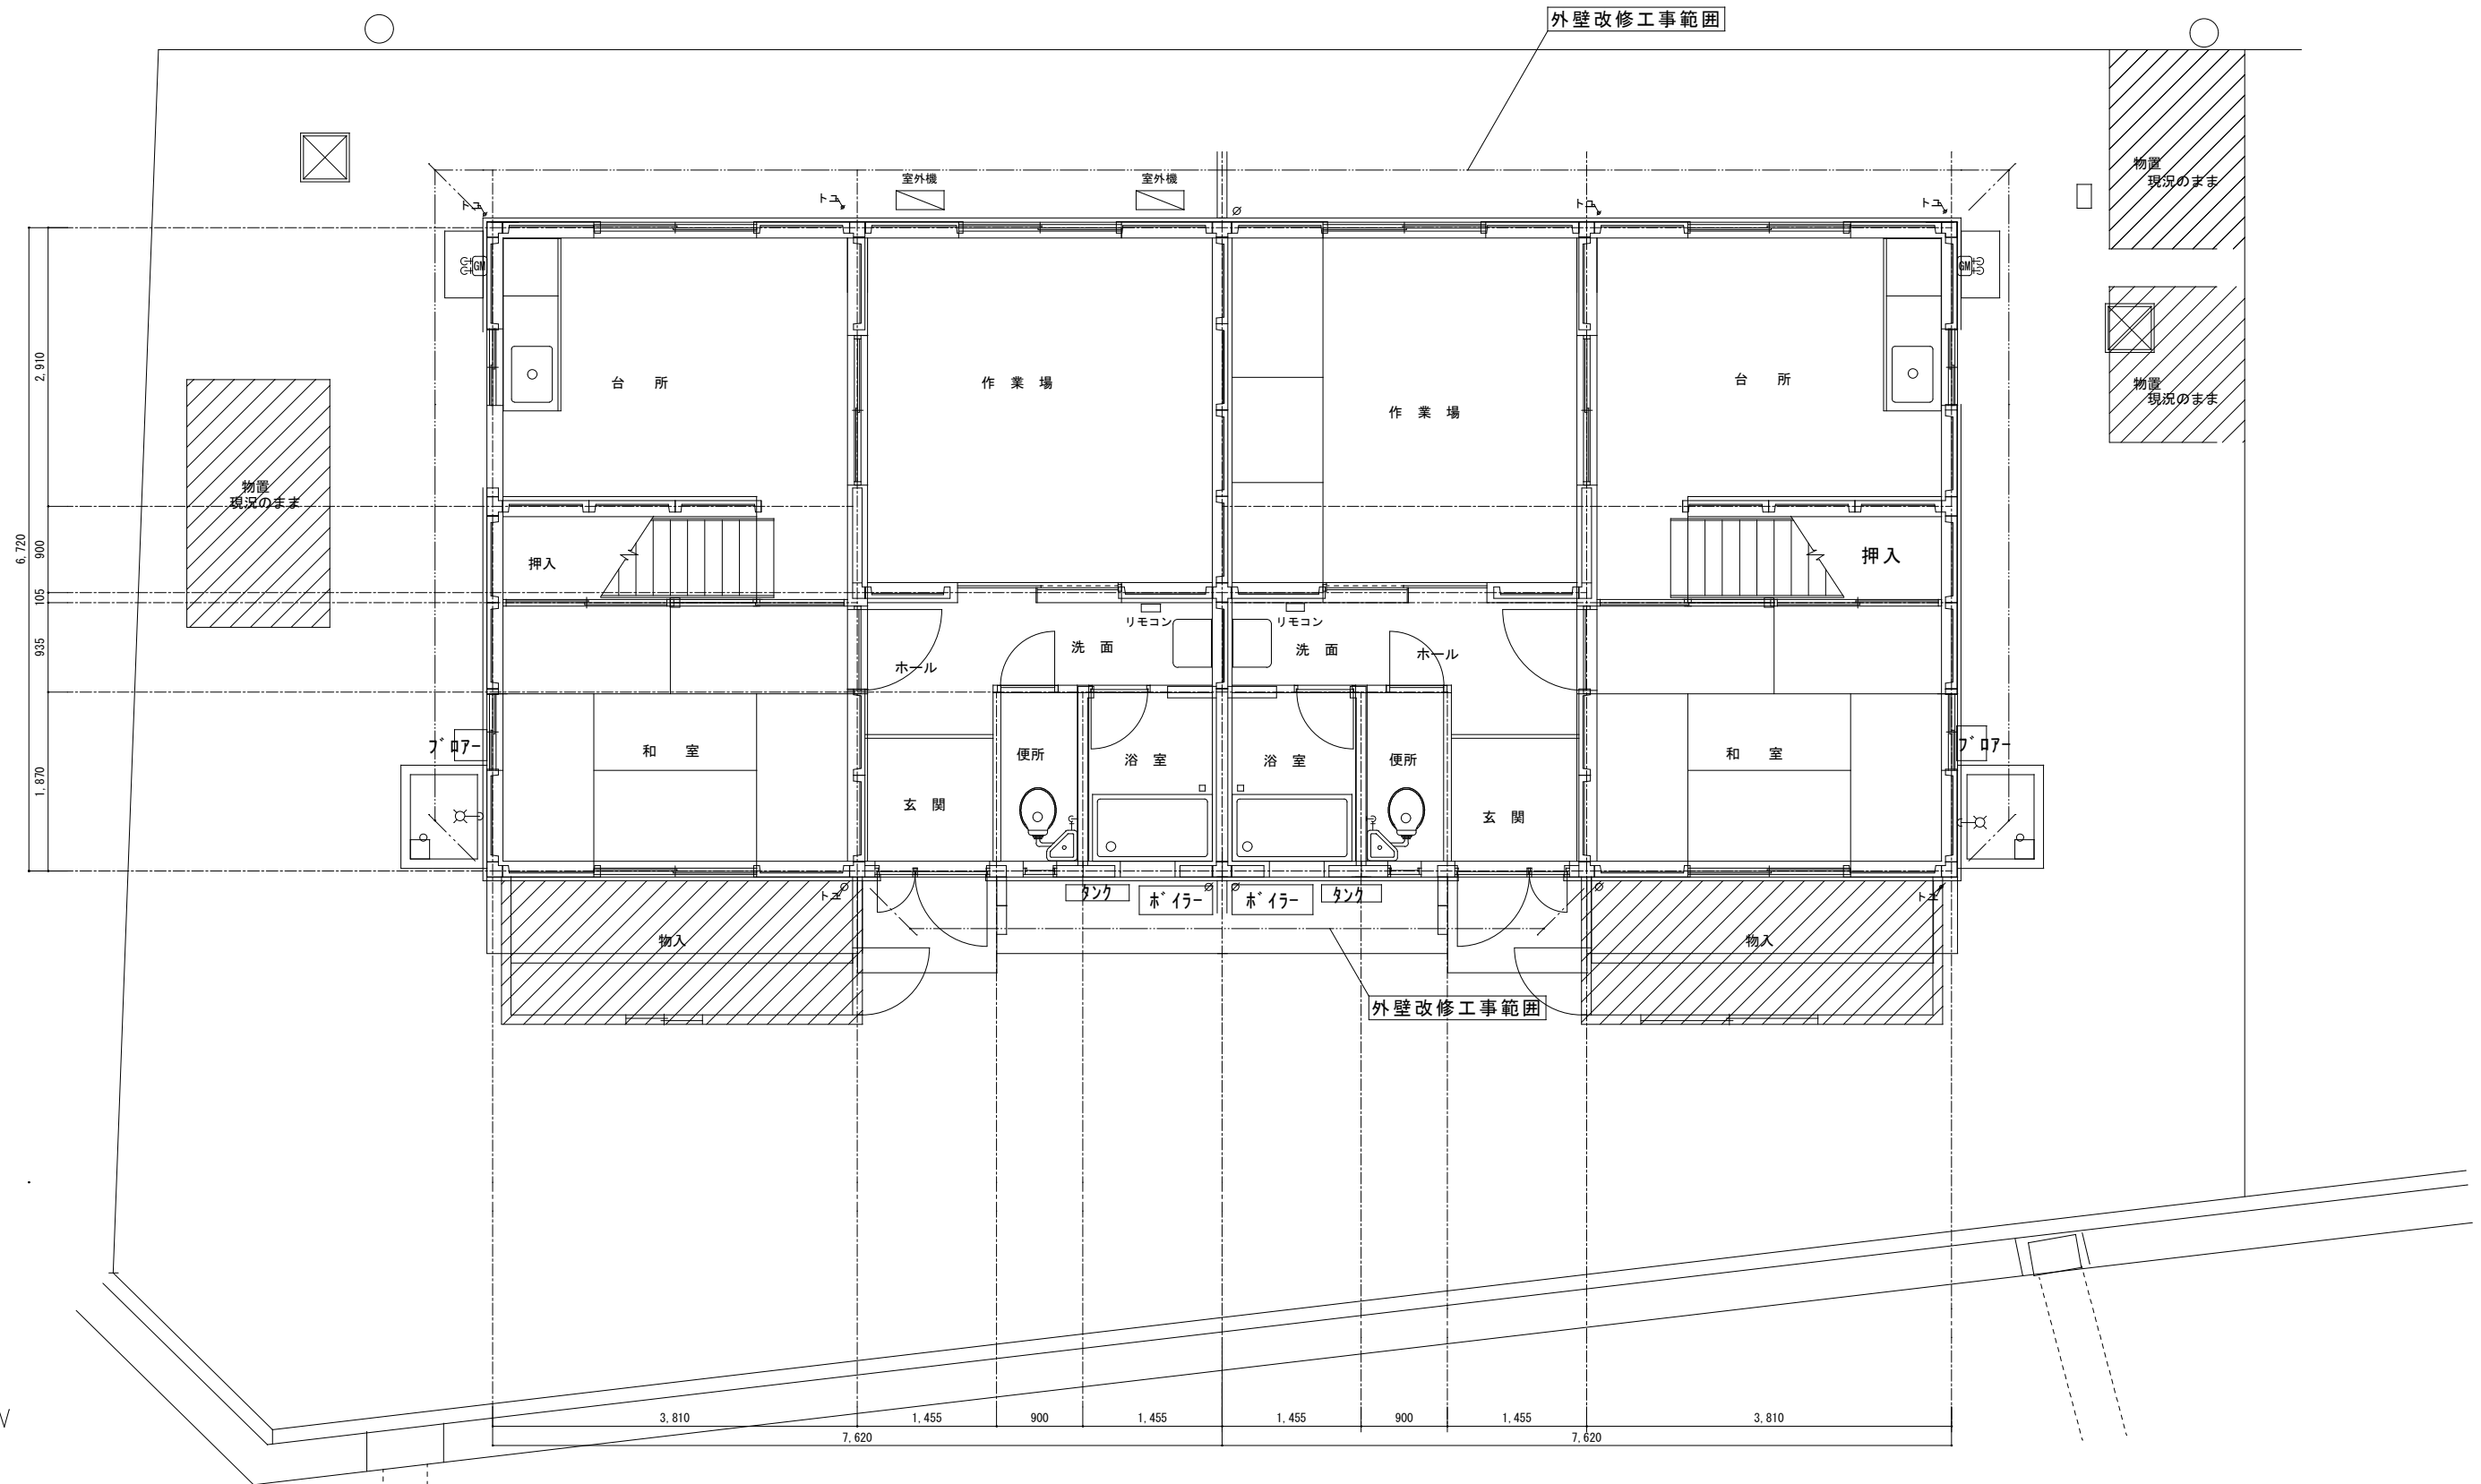 外壁改修工事範囲
物置
現況のまま
室外機
室外機
トユ
トユ
トユ
トユ
GM
GM
2,910
台　所
作　業　場
作　業　場
台　所
物置
現況のまま
物置
現況のまま
6,720
900
押入
押入
105
935
リモコン
リモコン
洗　面
洗　面
ホール
ホール
ﾌﾞﾛｱｰ
和　室
便所
浴　室
浴　室
便所
和　室
ﾌﾞﾛｱｰ
1,870
玄　関
玄　関
トユ
ﾀﾝｸ
ﾎﾞｲﾗｰ
ﾎﾞｲﾗｰ
ﾀﾝｸ
トユ
物入
物入
外壁改修工事範囲
3,810
1,455
900
1,455
1,455
900
1,455
3,810
7,620
7,620